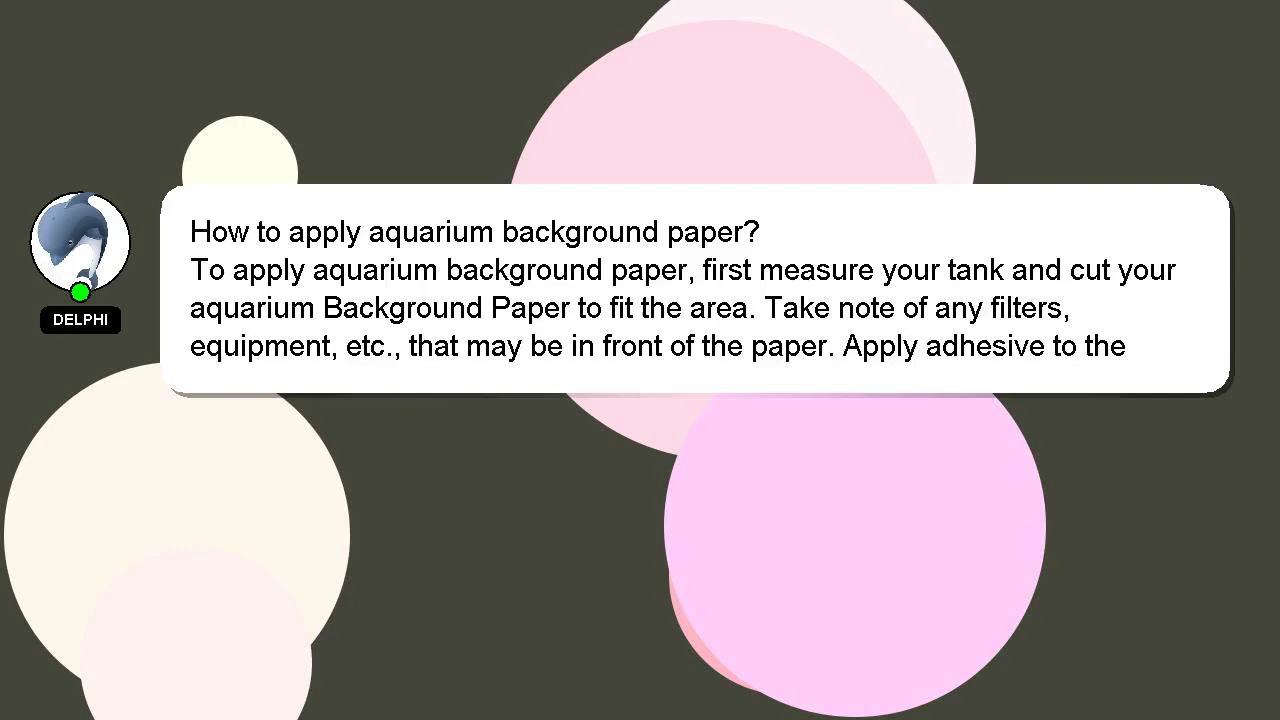 How to apply aquarium background paper?
To apply aquarium background paper, first measure your tank and cut your
aquarium Background Paper to fit the area. Take note of any filters,
equipment, etc., that may be in front of the paper. Apply adhesive to the
DELPHI